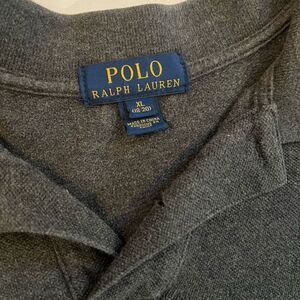 POLO
RALPH LAUREN
XL
(18-20)
MADE IN CHINA